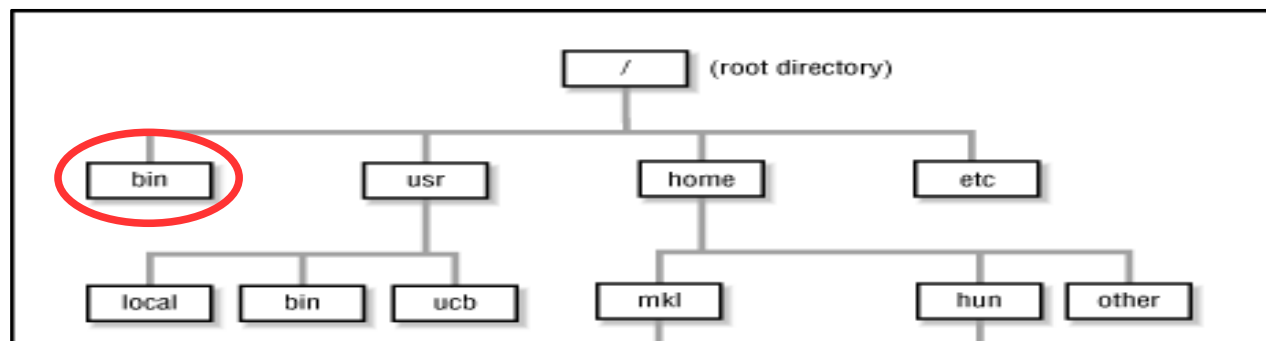 / (root directory)
bin usr home etc
local bin ucb mkl hun other